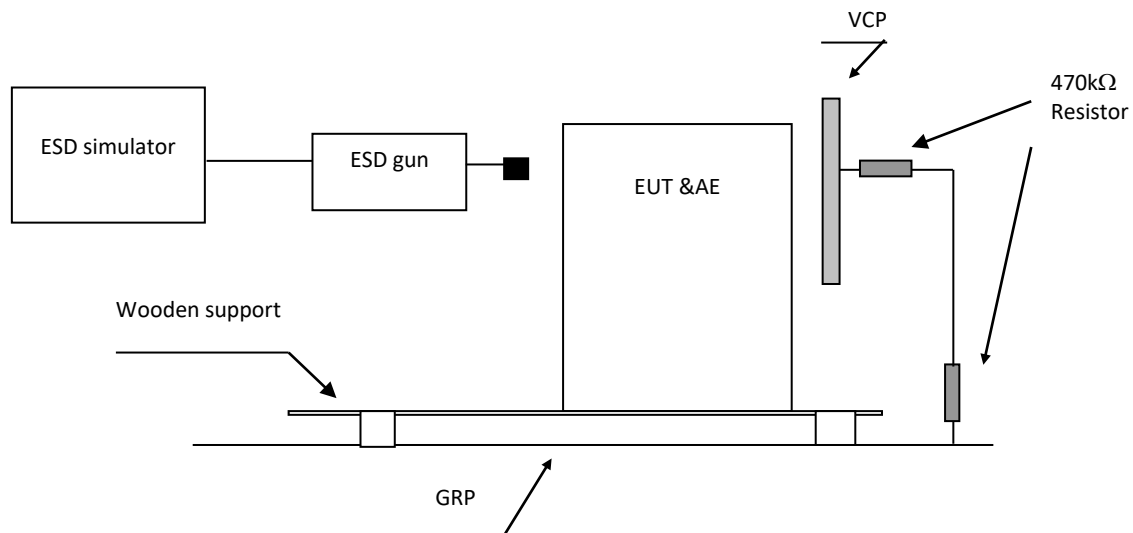 VCP
470kΩ
Resistor
ESD simulator
ESD gun
EUT &AE
Wooden support
GRP